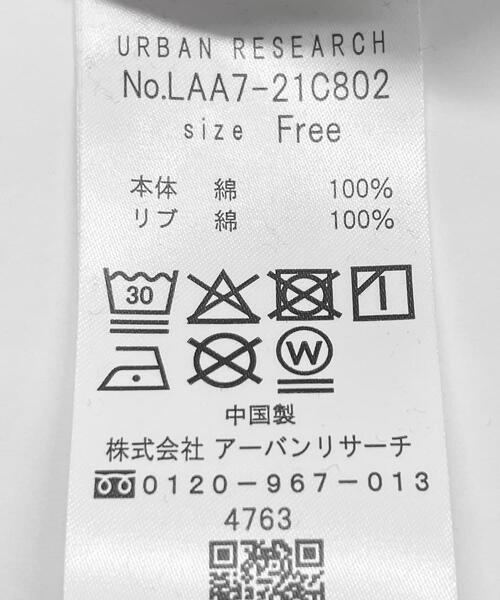 URBAN RESEARCH
No.LAA7-21C802
size Free
本体 綿 100%
リブ 綿 100%
30
W
中国製
株式会社 アーバンリサーチ
0120-967-013
4763